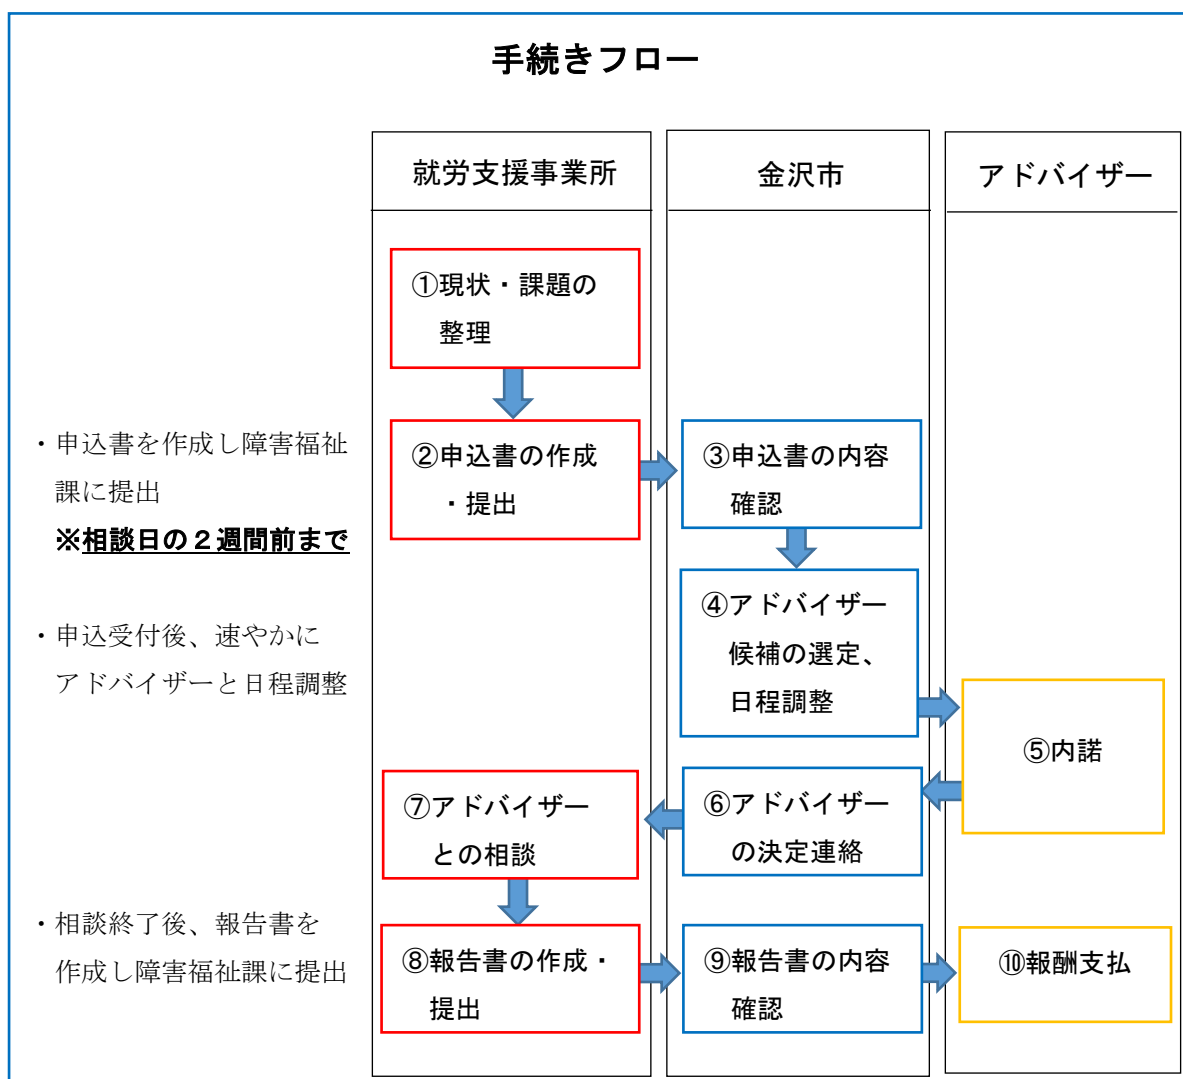 手続きフロー
就労支援事業所
金沢市
アドバイザー
①現状・課題の
整理
・申込書を作成し障害福祉
課に提出
※相談日の２週間前まで
②申込書の作成
・提出
③申込書の内容
確認
・申込受付後、速やかに
アドバイザーと日程調整
④アドバイザー
候補の選定、
日程調整
⑤内諾
⑥アドバイザー
の決定連絡
⑦アドバイザー
との相談
・相談終了後、報告書を
作成し障害福祉課に提出
⑧報告書の作成・
提出
⑨報告書の内容
確認
⑩報酬支払